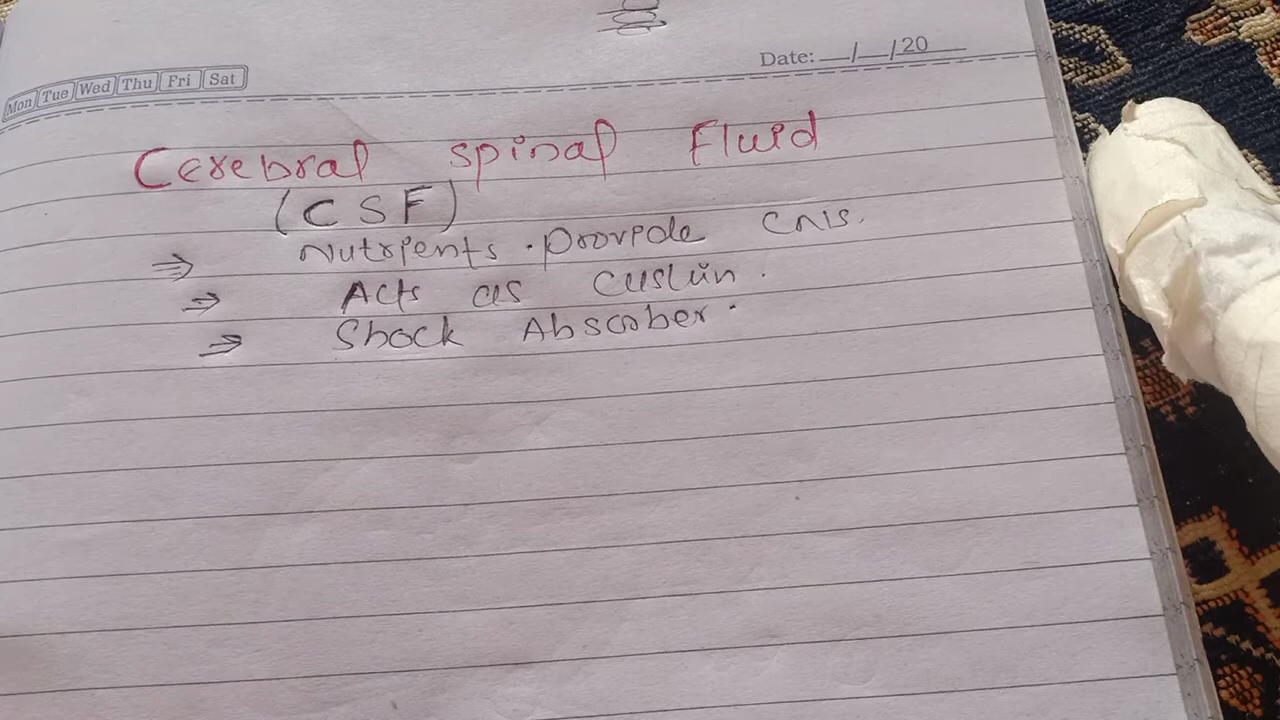 Mon Tue Wed Thu Fri Sat
Date: __/__/20
Cerebral spinal Fluid
(CSF)
⇒ Nutrients . provide CNS.
⇒ Acts as cushin.
⇒ Shock Absorber.